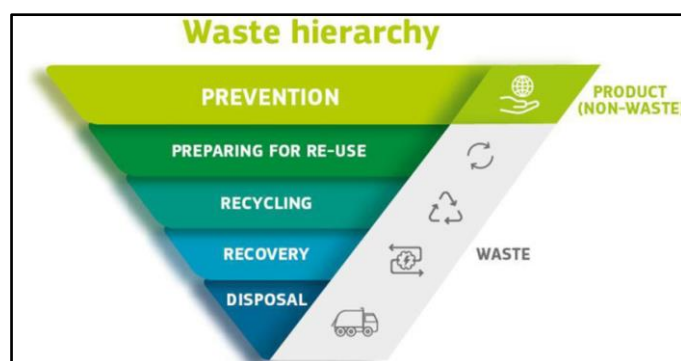 Waste hierarchy
PREVENTION
PRODUCT
(NON-WASTE)
PREPARING FOR RE-USE
RECYCLING
RECOVERY
WASTE
DISPOSAL